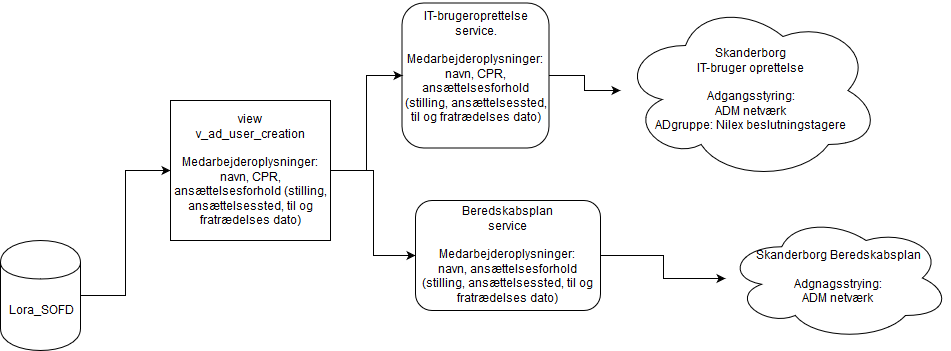 IT-brugeroprettelse
service.
Medarbejderoplysninger:
navn, CPR,
ansættelsesforhold
(stilling, ansættelsessted,
til og fratrædelses dato)
Skanderborg
IT-bruger oprettelse
Adgangsstyring:
ADM netværk
ADgruppe: Nilex beslutningstagere
view
v_ad_user_creation
Medarbejderoplysninger:
navn, CPR,
ansættelsesforhold (stilling,
ansættelsessted, til og
fratrædelses dato)
Beredskabsplan
service
Medarbejderoplysninger:
navn, ansættelsesforhold
(stilling, ansættelsessted, til og
fratrædelses dato)
Skanderborg Beredskabsplan
Adgnagsstrying:
ADM netværk
Lora_SOFD